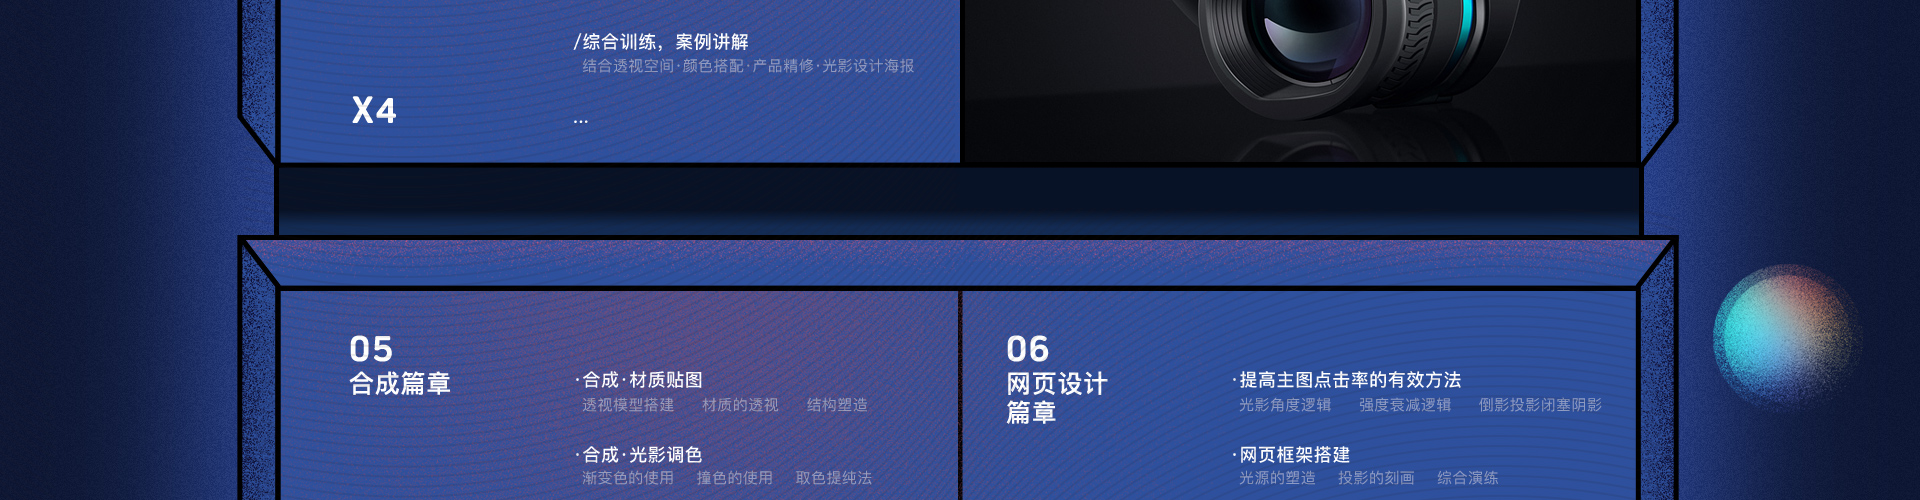 /综合训练，案例讲解
结合透视空间·颜色搭配·产品精修·光影设计海报
X4
...
05
合成篇章
·合成·材质贴图
透视模型搭建 材质的透视 结构塑造
·合成·光影调色
渐变色的使用 撞色的使用 取色提纯法
06
网页设计
篇章
·提高主图点击率的有效方法
光影角度逻辑 强度衰减逻辑 倒影投影闭塞阴影
·网页框架搭建
光源的塑造 投影的刻画 综合演练